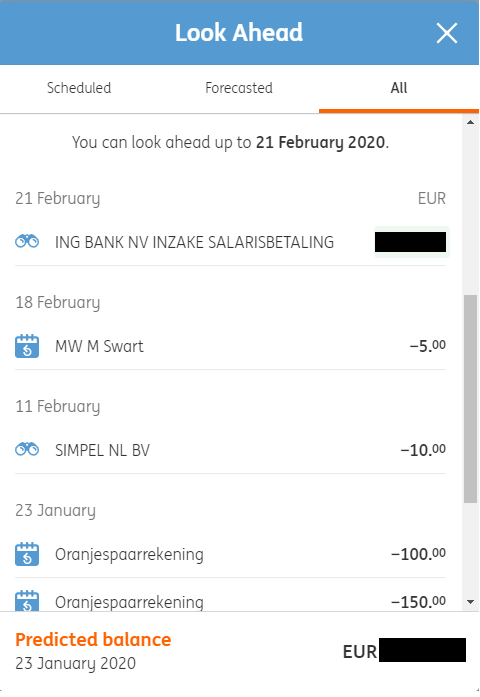 Look Ahead
Scheduled Forecasted All
You can look ahead up to 21 February 2020.
21 February EUR
ING BANK NV INZAKE SALARISBETALING
18 February
MW M Swart -5.00
11 February
SIMPEL NL BV -10.00
23 January
Oranjespaarrekening -100.00
Oranjespaarrekening -150.00
Predicted balance
23 January 2020 EUR